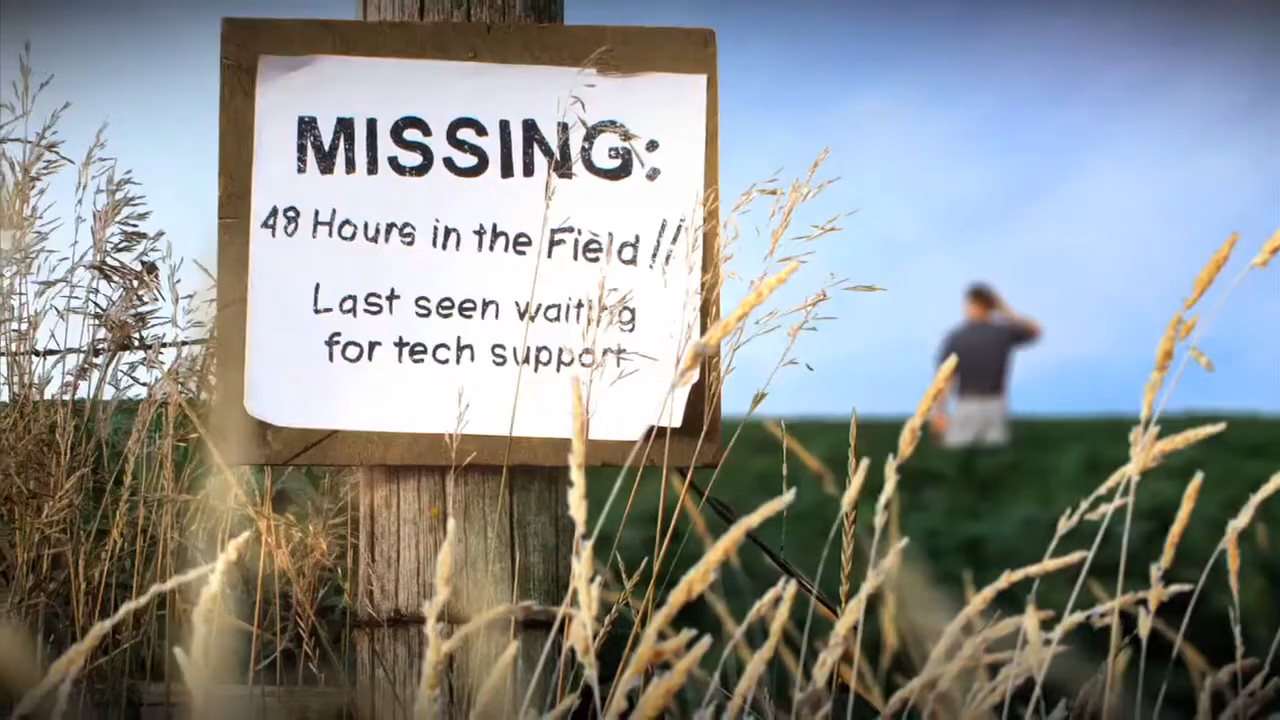 MISSING:
48 Hours in the Field!!
Last seen waiting
for tech support